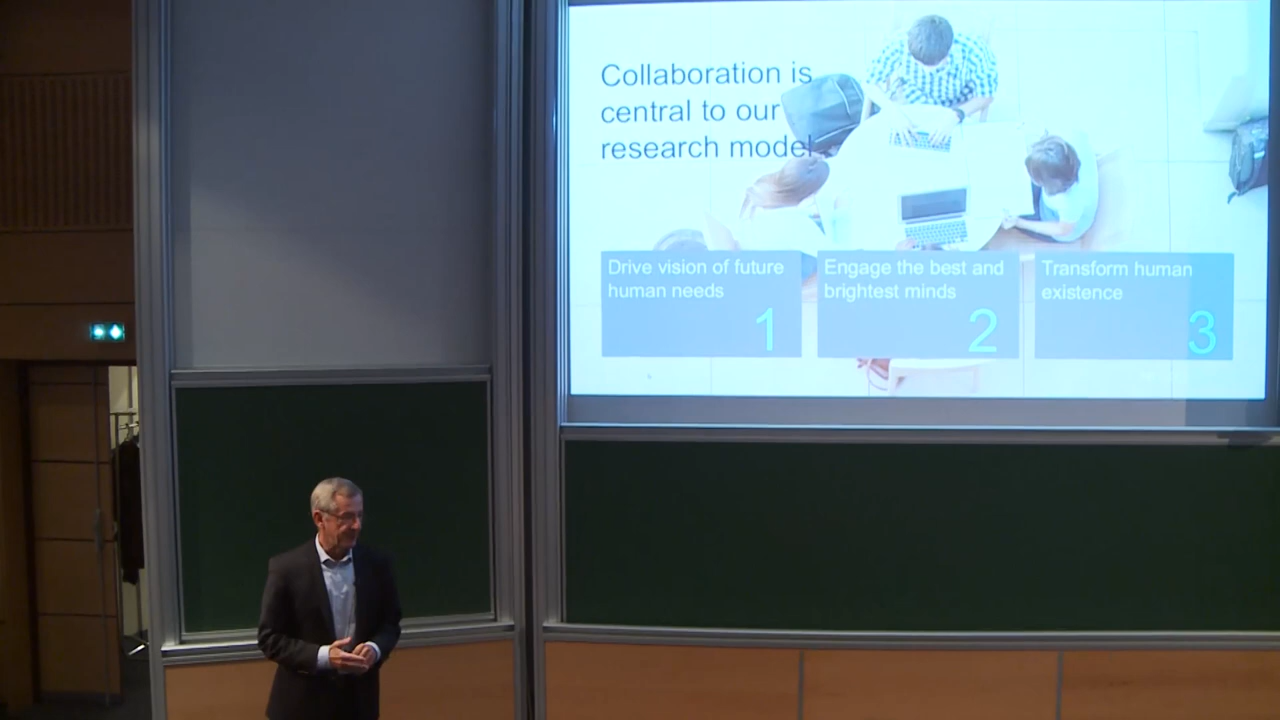 Collaboration is
central to our
research model
Drive vision of future
human needs
1
Engage the best and
brightest minds
2
Transform human
existence
3